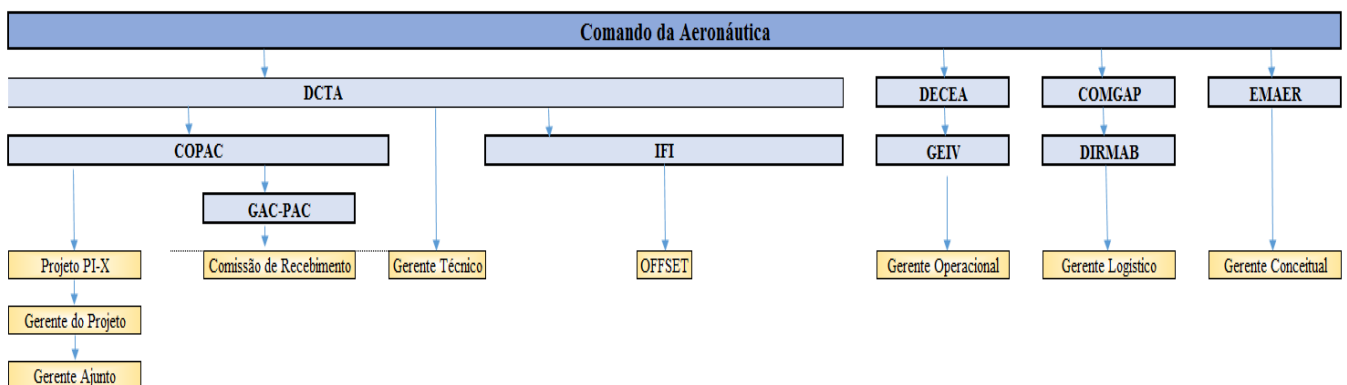 Comando da Aeronáutica
DCTA
DECEA
COMGAP
EMAER
COPAC
IFI
GEIV
DIRMAB
GAC-PAC
Projeto PI-X
Comissão de Recebimento
Gerente Técnico
OFFSET
Gerente Operacional
Gerente Logistico
Gerente Conceitual
Gerente do Projeto
Gerente Ajunto